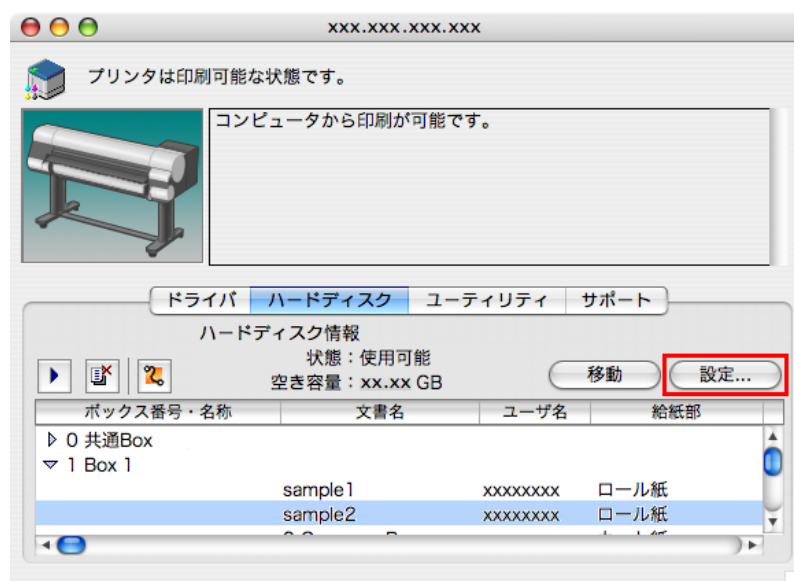 xxx.xxx.xxx.xxx
プリンタは印刷可能な状態です。
コンピュータから印刷が可能です。
ドライバ ハードディスク ユーティリティ サポート
ハードディスク情報
状態：使用可能
空き容量：xx.xx GB
移動 設定...
ボックス番号・名称 文書名 ユーザ名 給紙部
0 共通Box
1 Box 1
sample1 xxxxxxxx ロール紙
sample2 xxxxxxxx ロール紙